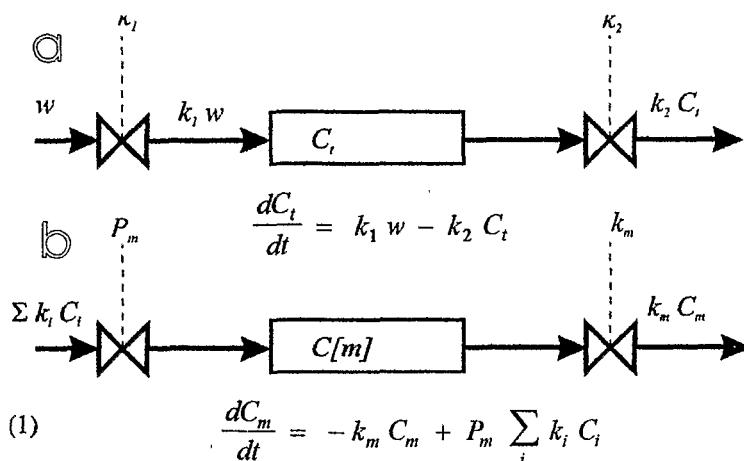 k₁ k₂
a
w k₁ w Cₜ k₂ Cₜ
dCₜ/dt = k₁ w − k₂ Cₜ
b Pₘ kₘ
Σ kᵢ Cᵢ C[m] kₘ Cₘ
(1) dCₘ/dt = − kₘ Cₘ + Pₘ ∑ᵢ kᵢ Cᵢ